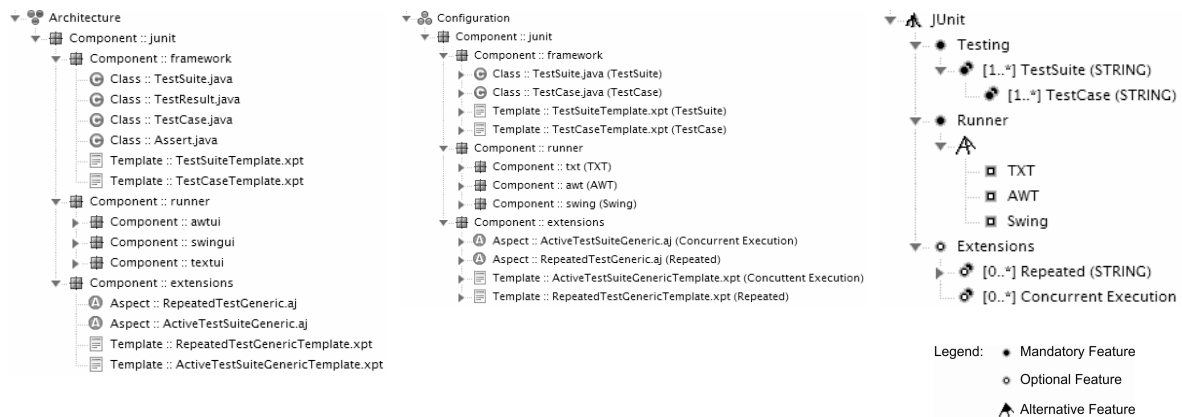 Architecture
Component :: junit
Component :: framework
Class :: TestSuite.java
Class :: TestResult.java
Class :: TestCase.java
Class :: Assert.java
Template :: TestSuiteTemplate.xpt
Template :: TestCaseTemplate.xpt
Component :: runner
Component :: awtui
Component :: swingui
Component :: textui
Component :: extensions
Aspect :: RepeatedTestGeneric.aj
Aspect :: ActiveTestSuiteGeneric.aj
Template :: RepeatedTestGenericTemplate.xpt
Template :: ActiveTestSuiteGenericTemplate.xpt
Configuration
Component :: junit
Component :: framework
Class :: TestSuite.java (TestSuite)
Class :: TestCase.java (TestCase)
Template :: TestSuiteTemplate.xpt (TestSuite)
Template :: TestCaseTemplate.xpt (TestCase)
Component :: runner
Component :: txt (TXT)
Component :: awt (AWT)
Component :: swing (Swing)
Component :: extensions
Aspect :: ActiveTestSuiteGeneric.aj (Concurrent Execution)
Aspect :: RepeatedTestGeneric.aj (Repeated)
Template :: ActiveTestSuiteGenericTemplate.xpt (Concuttent Execution)
Template :: RepeatedTestGenericTemplate.xpt (Repeated)
JUnit
Testing
[1..*] TestSuite (STRING)
[1..*] TestCase (STRING)
Runner
TXT
AWT
Swing
Extensions
[0..*] Repeated (STRING)
[0..*] Concurrent Execution
Legend:
Mandatory Feature
Optional Feature
Alternative Feature